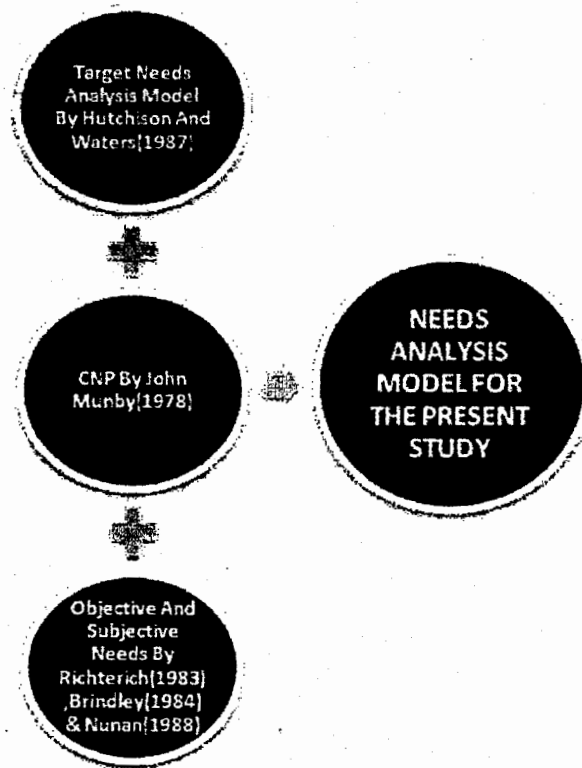 Target Needs
Analysis Model
By Hutchison And
Waters(1987)
CNP By John
Munby(1978)
NEEDS
ANALYSIS
MODEL FOR
THE PRESENT
STUDY
Objective And
Subjective
Needs By
Richterich(1983)
,Brindley(1984)
& Nunan(1988)